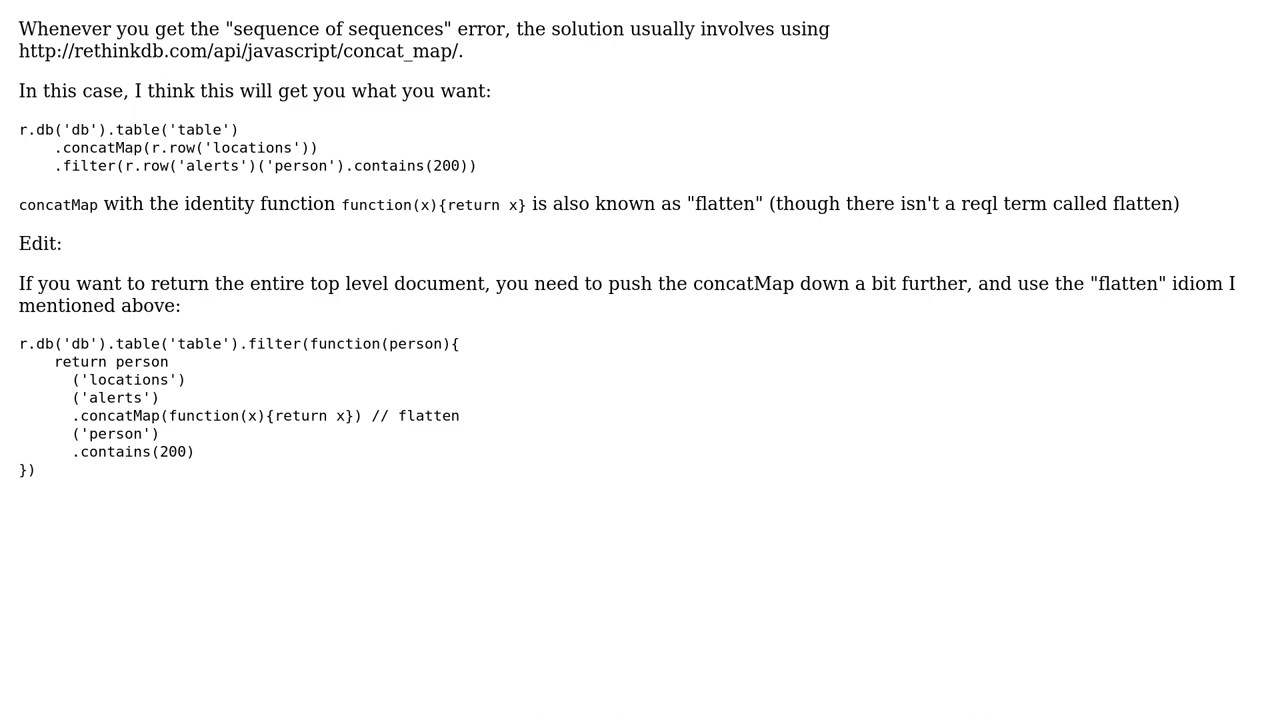 Whenever you get the "sequence of sequences" error, the solution usually involves using
http://rethinkdb.com/api/javascript/concat_map/.
In this case, I think this will get you what you want:
r.db('db').table('table')
    .concatMap(r.row('locations'))
    .filter(r.row('alerts')('person').contains(200))
concatMap with the identity function function(x){return x} is also known as "flatten" (though there isn't a reql term called flatten)
Edit:
If you want to return the entire top level document, you need to push the concatMap down a bit further, and use the "flatten" idiom I
mentioned above:
r.db('db').table('table').filter(function(person){
    return person
      ('locations')
      ('alerts')
      .concatMap(function(x){return x}) // flatten
      ('person')
      .contains(200)
})